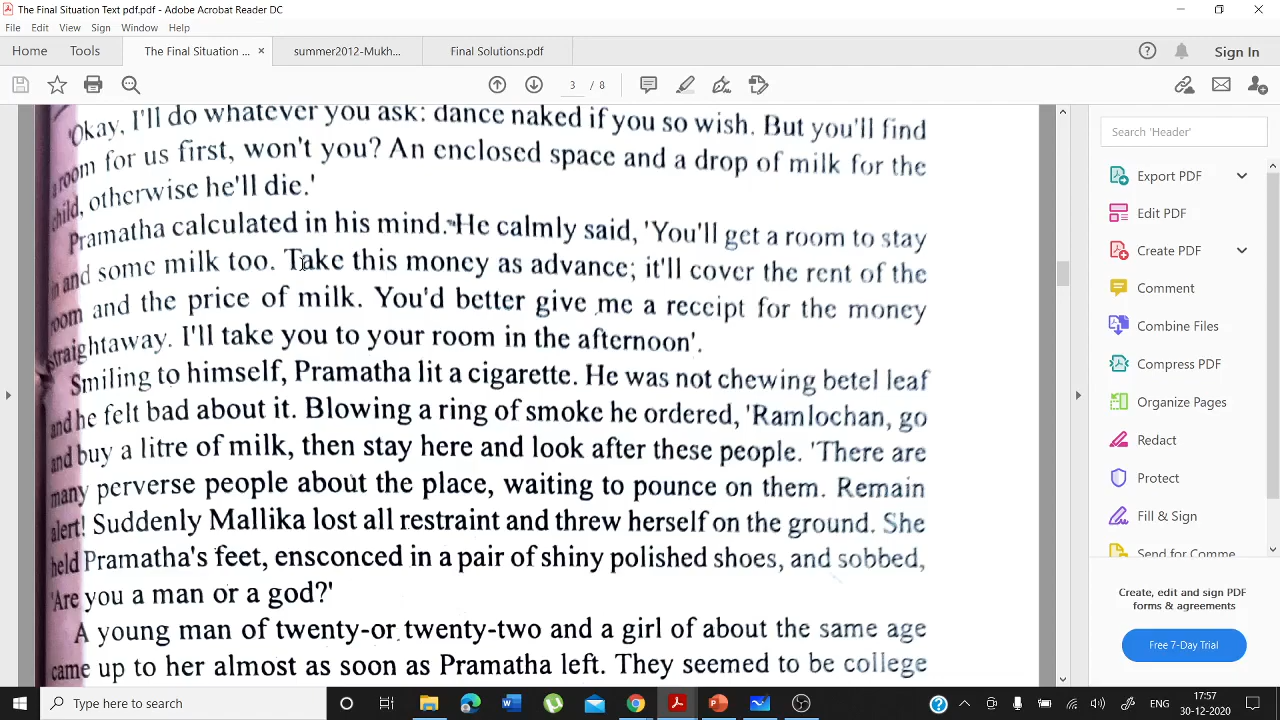 The Final Situation Text pdf.pdf - Adobe Acrobat Reader DC
File Edit View Sign Window Help
Home Tools The Final Situation ... × summer2012-Mukh... Final Solutions.pdf Sign In
3 / 8
'Okay, I'll do whatever you ask: dance naked if you so wish. But you'll find
a room for us first, won't you? An enclosed space and a drop of milk for the
child, otherwise he'll die.'
Pramatha calculated in his mind. He calmly said, 'You'll get a room to stay
in and some milk too. Take this money as advance; it'll cover the rent of the
room and the price of milk. You'd better give me a receipt for the money
straightaway. I'll take you to your room in the afternoon'.
Smiling to himself, Pramatha lit a cigarette. He was not chewing betel leaf
and he felt bad about it. Blowing a ring of smoke he ordered, 'Ramlochan, go
and buy a litre of milk, then stay here and look after these people. 'There are
many perverse people about the place, waiting to pounce on them. Remain
alert! Suddenly Mallika lost all restraint and threw herself on the ground. She
held Pramatha's feet, ensconced in a pair of shiny polished shoes, and sobbed,
'Are you a man or a god?'
A young man of twenty-or twenty-two and a girl of about the same age
came up to her almost as soon as Pramatha left. They seemed to be college
Search 'Header'
Export PDF
Edit PDF
Create PDF
Comment
Combine Files
Compress PDF
Organize Pages
Redact
Protect
Fill & Sign
Send for Comme
Create, edit and sign PDF
forms & agreements
Free 7-Day Trial
Type here to search
ENG
17:57
30-12-2020